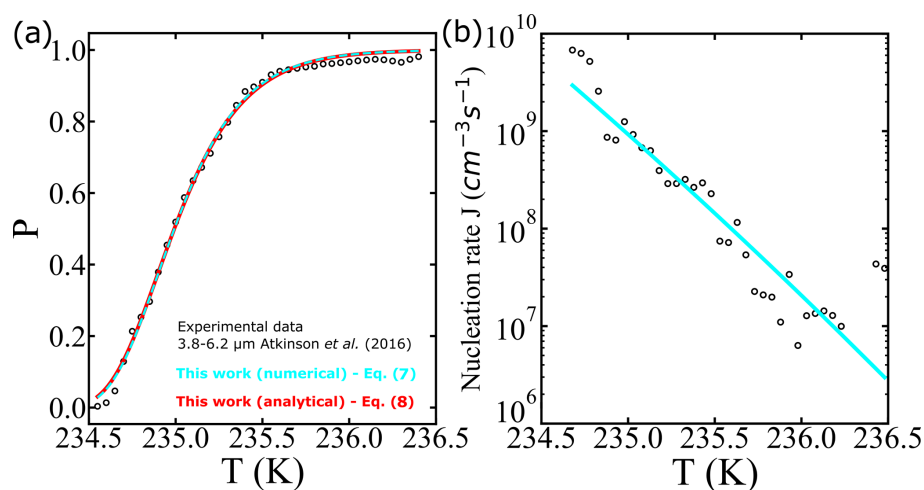 (a)
1.0
0.8
0.6
0.4
0.2
0.0
P
Experimental data
3.8-6.2 μm Atkinson et al. (2016)
This work (numerical) - Eq. (7)
This work (analytical) - Eq. (8)
234.5 235 235.5 236 236.5
T (K)
(b)
10^10
10^9
10^8
10^7
10^6
Nucleation rate J (cm^−3s^−1)
234.5 235.0 235.5 236.0 236.5
T (K)